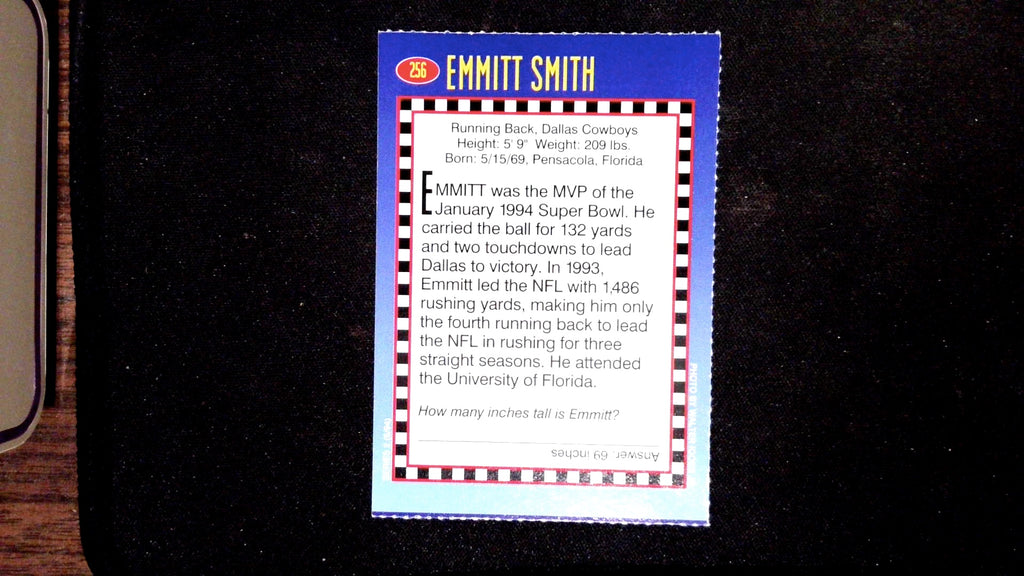 256 EMMITT SMITH
Running Back, Dallas Cowboys
Height: 5' 9" Weight: 209 lbs.
Born: 5/15/69, Pensacola, Florida
EMMITT was the MVP of the
January 1994 Super Bowl. He
carried the ball for 132 yards
and two touchdowns to lead
Dallas to victory. In 1993,
Emmitt led the NFL with 1,486
rushing yards, making him only
the fourth running back to lead
the NFL in rushing for three
straight seasons. He attended
the University of Florida.
How many inches tall is Emmitt?
Answer: 69 inches
PHOTO BY